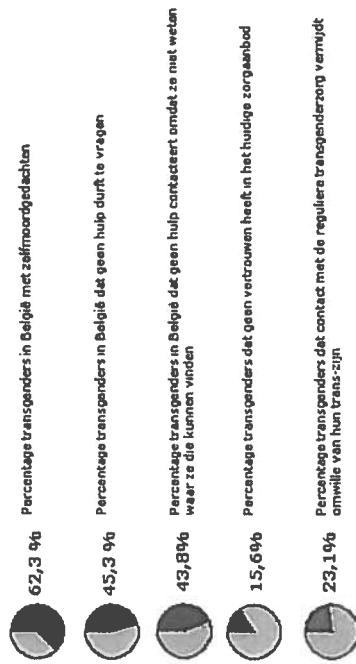 62,3 %
Percentage transgenders in België met zelfmoordgedachten
45,3 %
Percentage transgenders in België dat geen hulp durft te vragen
43,8%
Percentage transgenders in België dat geen hulp contacteert omdat ze niet weten
waar ze die kunnen vinden
15,6%
Percentage transgenders dat geen vertrouwen heeft in het huidige zorgaanbod
23,1%
Percentage transgenders dat contact met de reguliere transgenderzorg vermijdt
omwille van hun trans-zijn